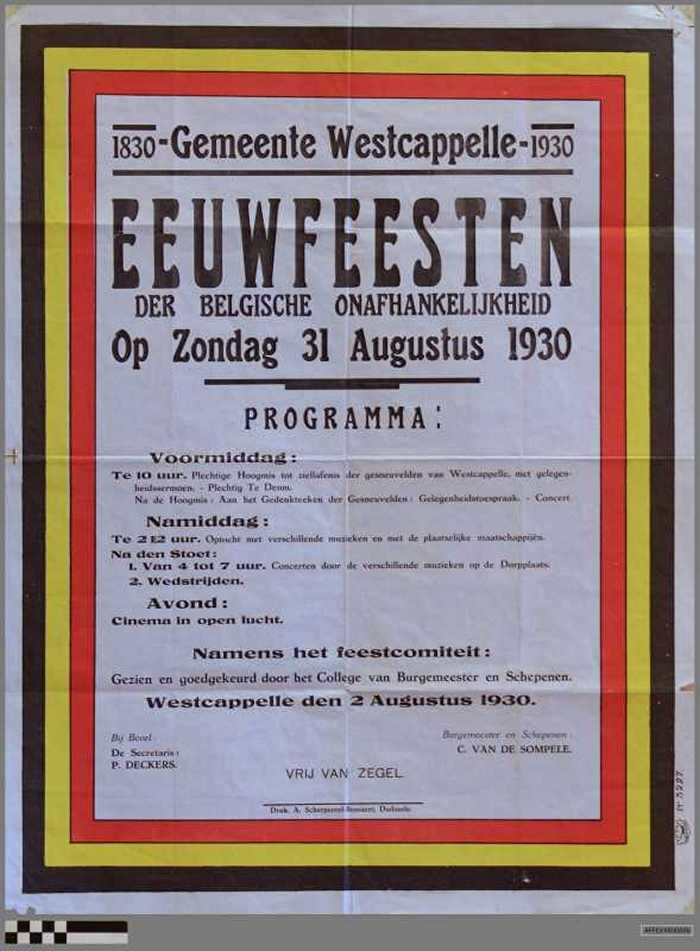 1830 - Gemeente Westcappelle - 1930
EEUWFEESTEN
DER BELGISCHE ONAFHANKELIJKHEID
Op Zondag 31 Augustus 1930
PROGRAMMA:
Voormiddag:
Te 10 uur. Plechtige Hoogmis tot ziellafenis der gesneuvelden van Westcappelle, met gelegen-
heidssermoen. - Plechtig Te Deum.
Na de Hoogmis: Aan het Gedenkteeken der Gesneuvelden: Gelegenheidstoespraak. - Concert.
Namiddag:
Te 2 1/2 uur. Optocht met verschillende muzieken en met de plaatselijke maatschappijën.
Na den Stoet:
1. Van 4 tot 7 uur. Concerten door de verschillende muzieken op de Dorpplaats.
2. Wedstrijden.
Avond:
Cinema in open lucht.
Namens het feestcomiteit:
Gezien en goedgekeurd door het College van Burgemeester en Schepenen.
Westcappelle den 2 Augustus 1930.
Bij Bevel:
De Secretaris:
P. DECKERS.
Burgemeester en Schepenen:
C. VAN DE SOMPELE.
VRIJ VAN ZEGEL
Druk. A. Scherpereel- Dudzeele.